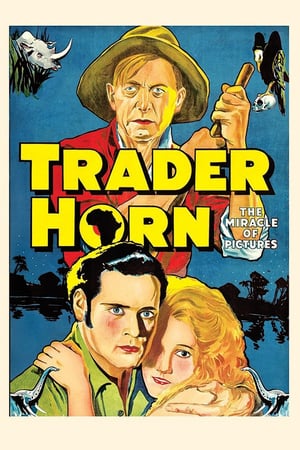 TRADER
HORN
THE
MIRACLE
OF
PICTURES